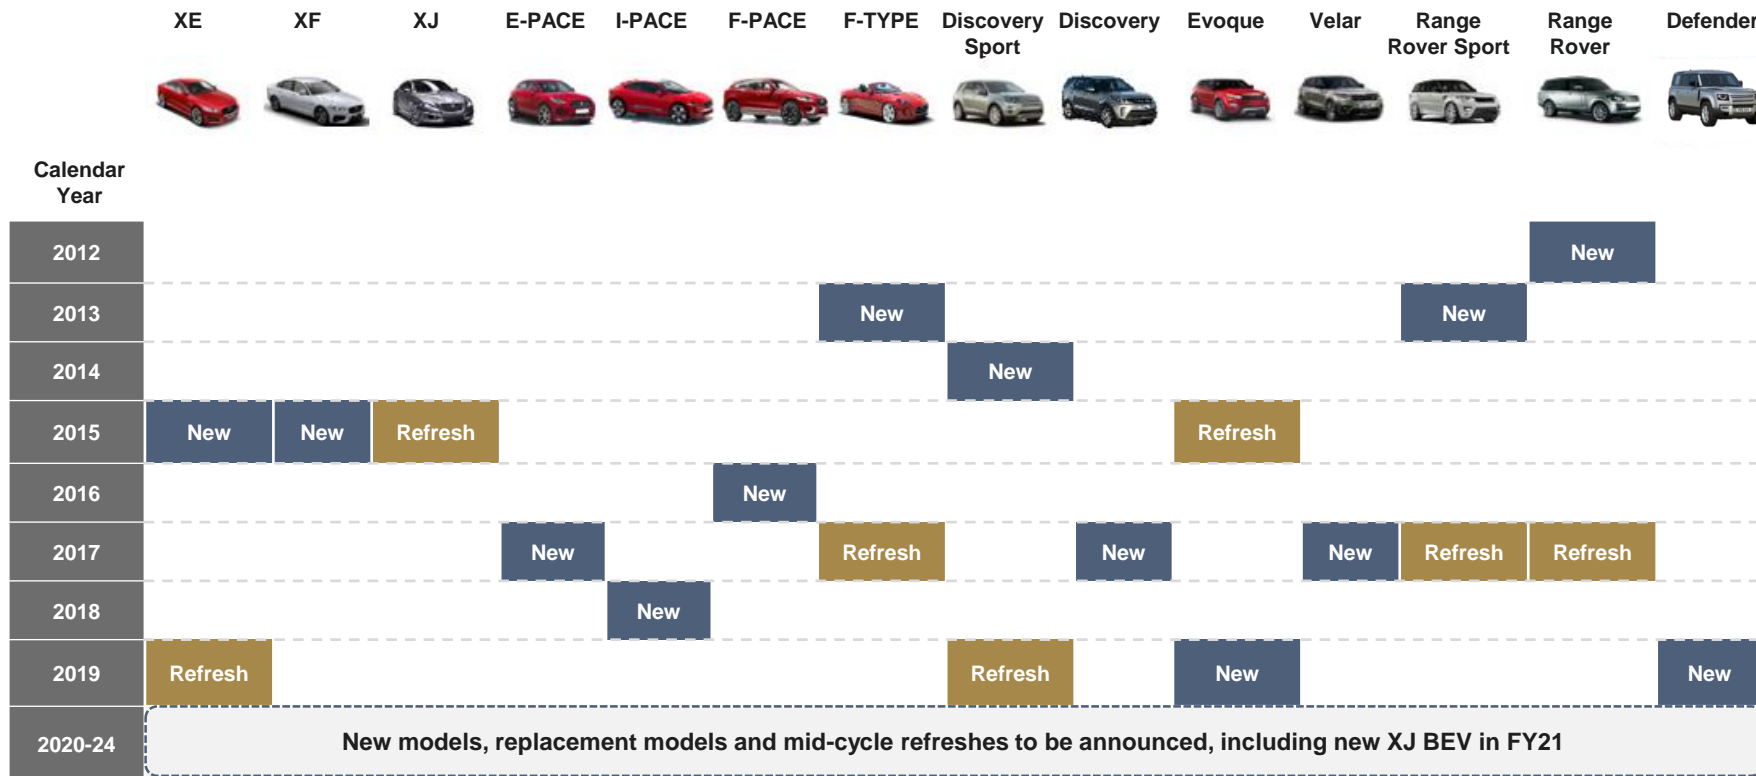 XE XF XJ E-PACE I-PACE F-PACE F-TYPE Discovery Discovery Evoque Velar Range Range Defender
Sport Rover Sport Rover
Calendar
Year
2012 New
2013 New New
2014 New
2015 New New Refresh Refresh
2016 New
2017 New Refresh New New Refresh Refresh
2018 New
2019 Refresh Refresh New New
2020-24 New models, replacement models and mid-cycle refreshes to be announced, including new XJ BEV in FY21